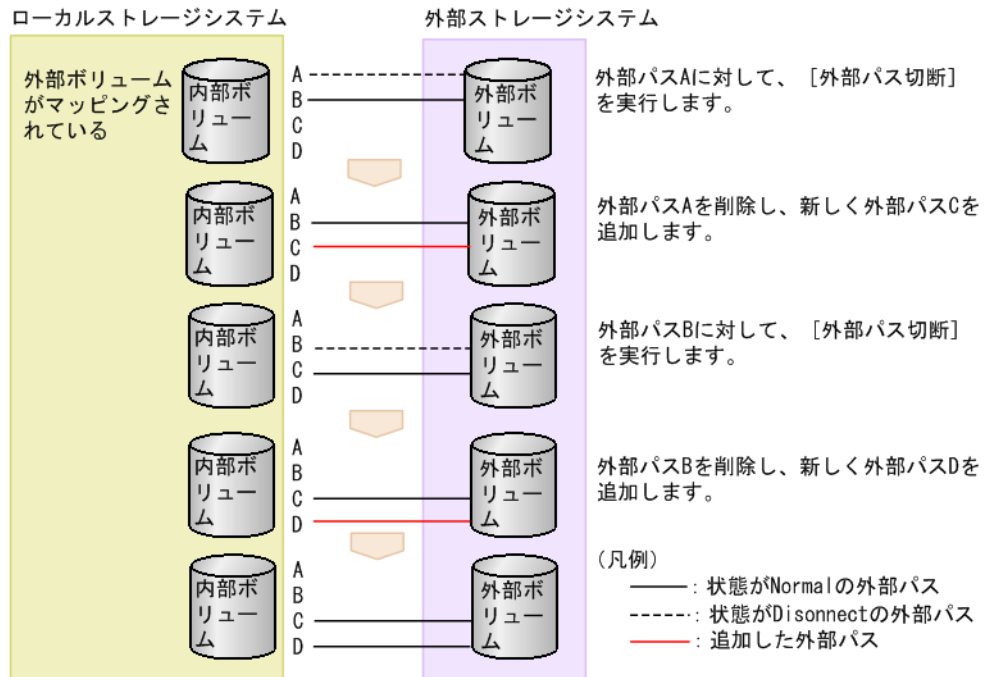 ローカルストレージシステム
外部ストレージシステム
外部ボリューム
がマッピングさ
れている
内部ボ
リュー
ム
A
B
C
D
外部ボ
リュー
ム
外部パスAに対して、［外部パス切断］
を実行します。
内部ボ
リュー
ム
A
B
C
D
外部ボ
リュー
ム
外部パスAを削除し、新しく外部パスCを
追加します。
内部ボ
リュー
ム
A
B
C
D
外部ボ
リュー
ム
外部パスBに対して、［外部パス切断］
を実行します。
内部ボ
リュー
ム
A
B
C
D
外部ボ
リュー
ム
外部パスBを削除し、新しく外部パスDを
追加します。
内部ボ
リュー
ム
A
B
C
D
外部ボ
リュー
ム
(凡例)
: 状態がNormalの外部パス
: 状態がDisonnectの外部パス
: 追加した外部パス